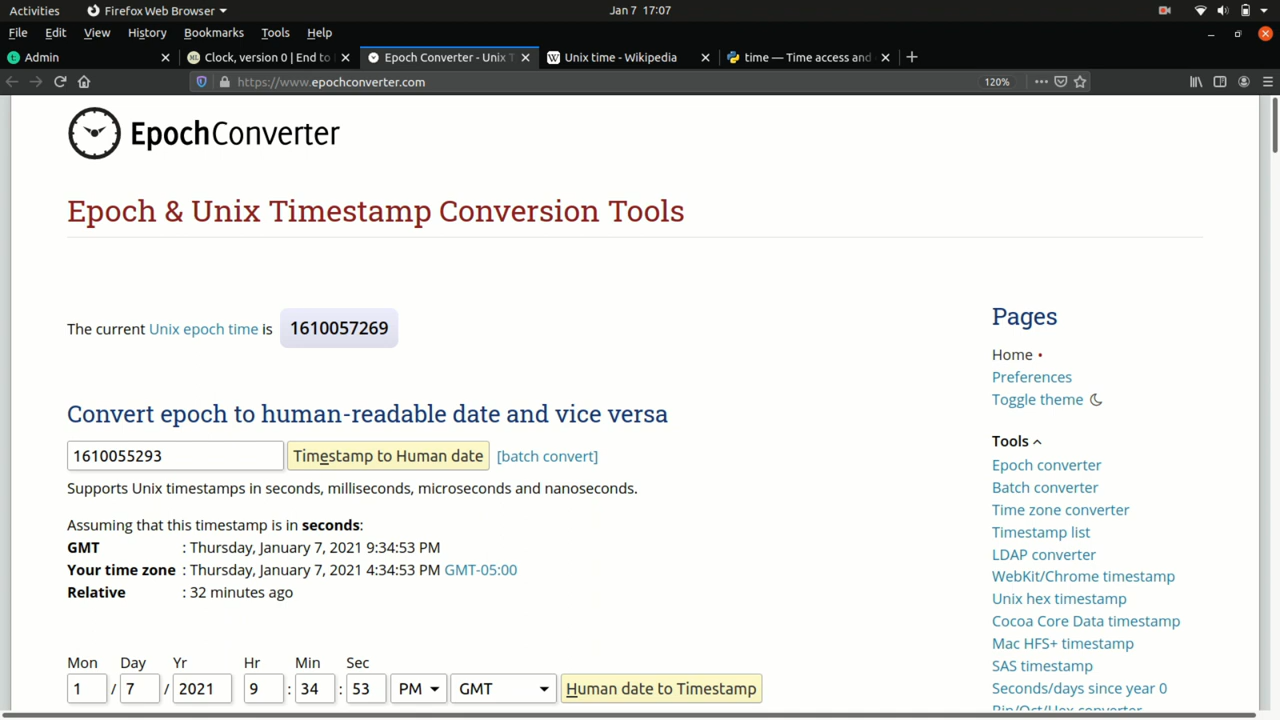 Activities Firefox Web Browser Jan 7 17:07
File Edit View History Bookmarks Tools Help
Admin Clock, version 0 | End to Epoch Converter - Unix T Unix time - Wikipedia time — Time access and
https://www.epochconverter.com 120%
EpochConverter
Epoch & Unix Timestamp Conversion Tools
The current Unix epoch time is 1610057269
Convert epoch to human-readable date and vice versa
1610055293 Timestamp to Human date [batch convert]
Supports Unix timestamps in seconds, milliseconds, microseconds and nanoseconds.
Assuming that this timestamp is in seconds:
GMT : Thursday, January 7, 2021 9:34:53 PM
Your time zone : Thursday, January 7, 2021 4:34:53 PM GMT-05:00
Relative : 32 minutes ago
Mon Day Yr Hr Min Sec
1 / 7 / 2021 9 : 34 : 53 PM GMT Human date to Timestamp
Pages
Home •
Preferences
Toggle theme
Tools
Epoch converter
Batch converter
Time zone converter
Timestamp list
LDAP converter
WebKit/Chrome timestamp
Unix hex timestamp
Cocoa Core Data timestamp
Mac HFS+ timestamp
SAS timestamp
Seconds/days since year 0
Bin/Oct/Hex converter